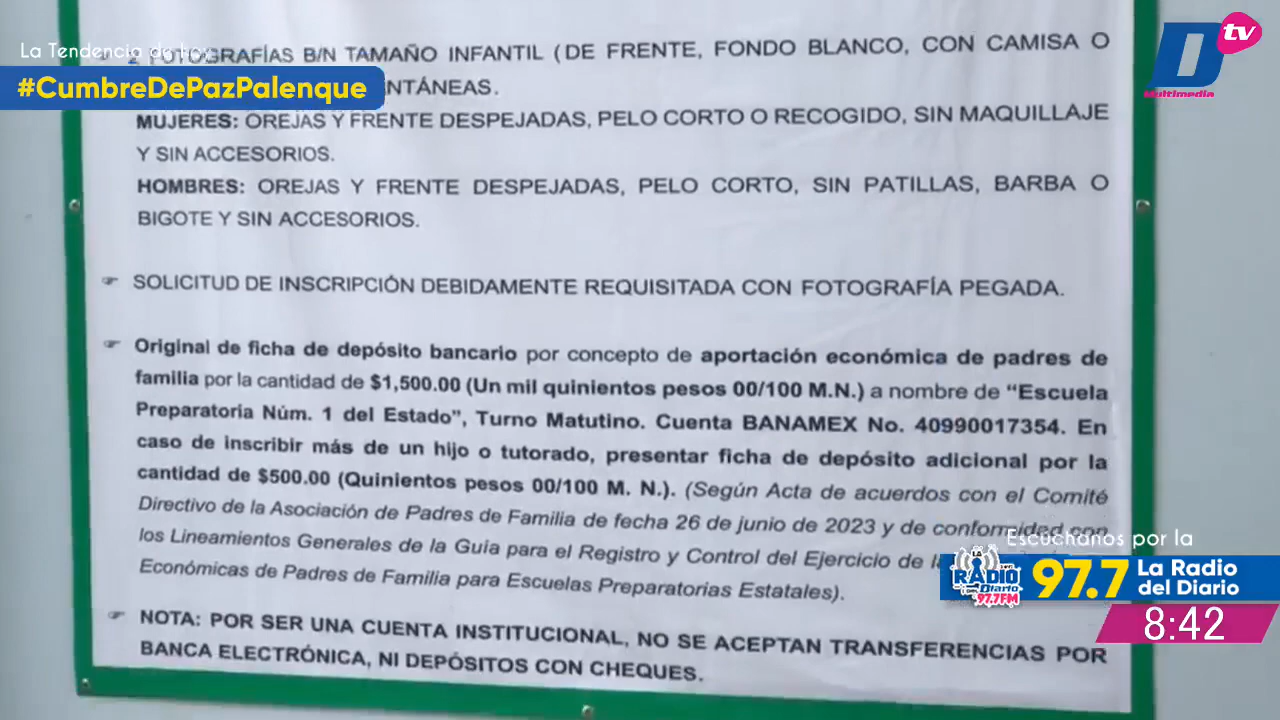 La Tendencia de hoy
#CumbreDePazPalenque
D tv
Multimedia
2 FOTOGRAFÍAS B/N TAMAÑO INFANTIL (DE FRENTE, FONDO BLANCO, CON CAMISA O
NTÁNEAS.
MUJERES: OREJAS Y FRENTE DESPEJADAS, PELO CORTO O RECOGIDO, SIN MAQUILLAJE
Y SIN ACCESORIOS.
HOMBRES: OREJAS Y FRENTE DESPEJADAS, PELO CORTO, SIN PATILLAS, BARBA O
BIGOTE Y SIN ACCESORIOS.
☞ SOLICITUD DE INSCRIPCIÓN DEBIDAMENTE REQUISITADA CON FOTOGRAFÍA PEGADA.
☞ Original de ficha de depósito bancario por concepto de aportación económica de padres de
familia por la cantidad de $1,500.00 (Un mil quinientos pesos 00/100 M.N.) a nombre de “Escuela
Preparatoria Núm. 1 del Estado”, Turno Matutino. Cuenta BANAMEX No. 40990017354. En
caso de inscribir más de un hijo o tutorado, presentar ficha de depósito adicional por la
cantidad de $500.00 (Quinientos pesos 00/100 M. N.). (Según Acta de acuerdos con el Comité
Directivo de la Asociación de Padres de Familia de fecha 26 de junio de 2023 y de conformidad con
los Lineamientos Generales de la Guía para el Registro y Control del Ejercicio de
Económicas de Padres de Familia para Escuelas Preparatorias Estatales).
☞ NOTA: POR SER UNA CUENTA INSTITUCIONAL, NO SE ACEPTAN TRANSFERENCIAS POR
BANCA ELECTRÓNICA, NI DEPÓSITOS CON CHEQUES.
Escúchanos por la
LA RADIO del Diario 97.7FM
97.7 La Radio
del Diario
8:42